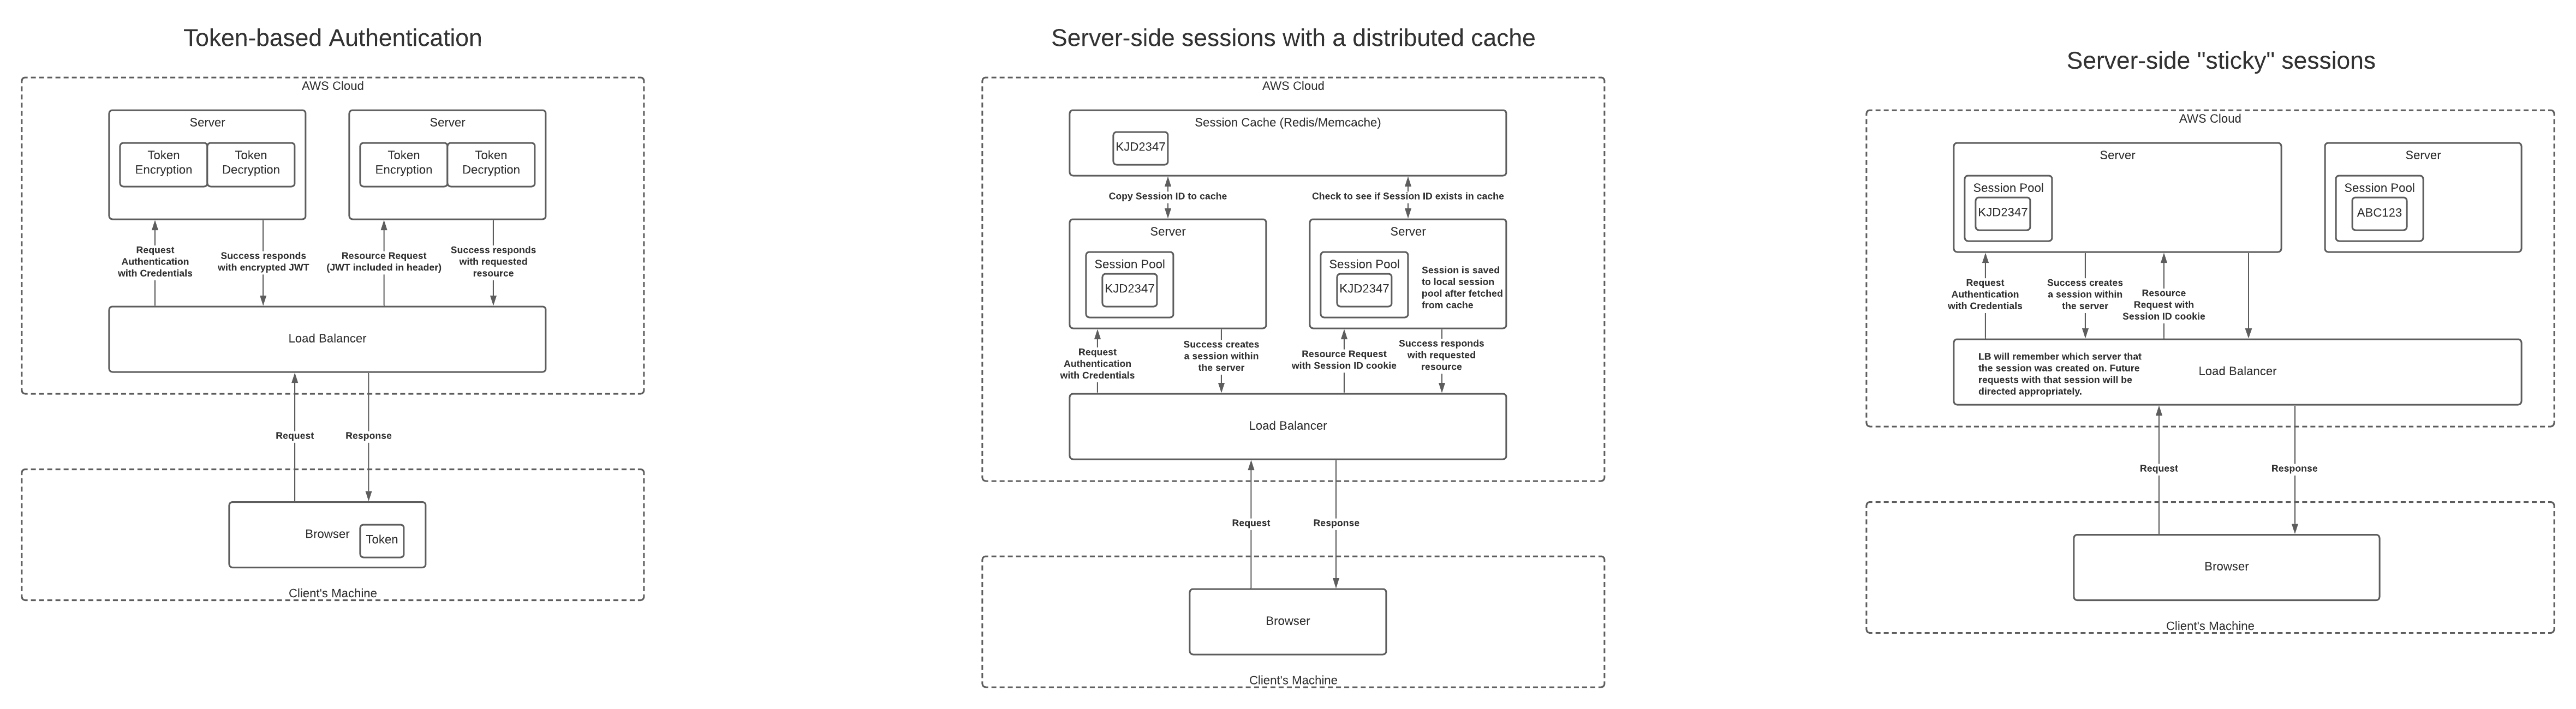 Token-based Authentication
AWS Cloud
Server
Token
Encryption
Token
Decryption
Server
Token
Encryption
Token
Decryption
Request
Authentication
with Credentials
Success responds
with encrypted JWT
Resource Request
(JWT included in header)
Success responds
with requested
resource
Load Balancer
Request
Response
Browser
Token
Client's Machine
Server-side sessions with a distributed cache
AWS Cloud
Session Cache (Redis/Memcache)
KJD2347
Copy Session ID to cache
Check to see if Session ID exists in cache
Server
Session Pool
KJD2347
Server
Session Pool
KJD2347
Session is saved
to local session
pool after fetched
from cache
Request
Authentication
with Credentials
Success creates
a session within
the server
Resource Request
with Session ID cookie
Success responds
with requested
resource
Load Balancer
Request
Response
Browser
Client's Machine
Server-side "sticky" sessions
AWS Cloud
Server
Session Pool
KJD2347
Server
Session Pool
ABC123
Request
Authentication
with Credentials
Success creates
a session within
the server
Resource
Request with
Session ID cookie
LB will remember which server that
the session was created on. Future
requests with that session will be
directed appropriately.
Load Balancer
Request
Response
Browser
Client's Machine